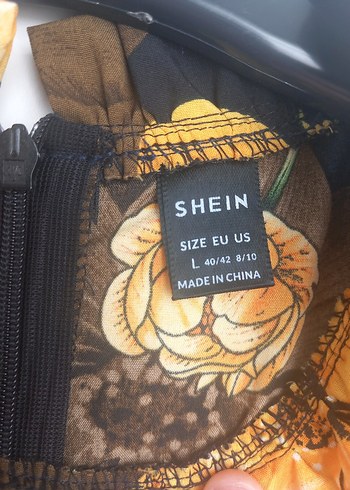 SHEIN
SIZE EU US
L 40/42 8/10
MADE IN CHINA